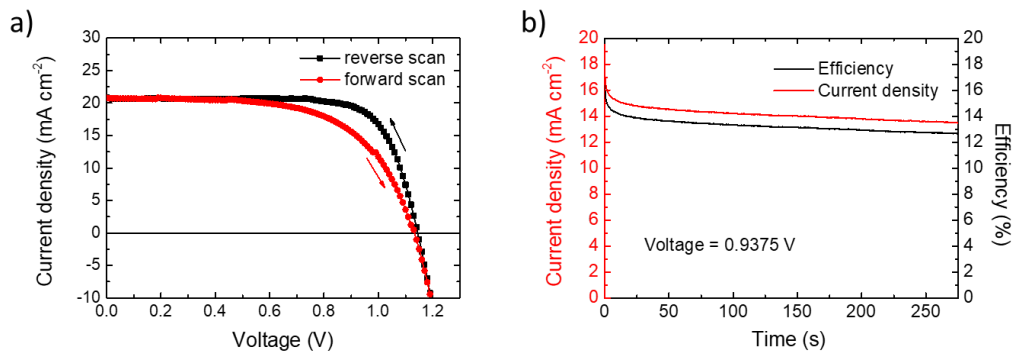 a)
30
25
20
15
10
5
0
-5
-10
0.0 0.2 0.4 0.6 0.8 1.0 1.2
Current density (mA cm⁻²)
Voltage (V)
reverse scan
forward scan
b)
20
18
16
14
12
10
8
6
4
2
0
0 50 100 150 200 250
Current density (mA cm⁻²)
Time (s)
Efficiency
Current density
Voltage = 0.9375 V
20
18
16
14
12
10
8
6
4
2
0
Efficiency (%)